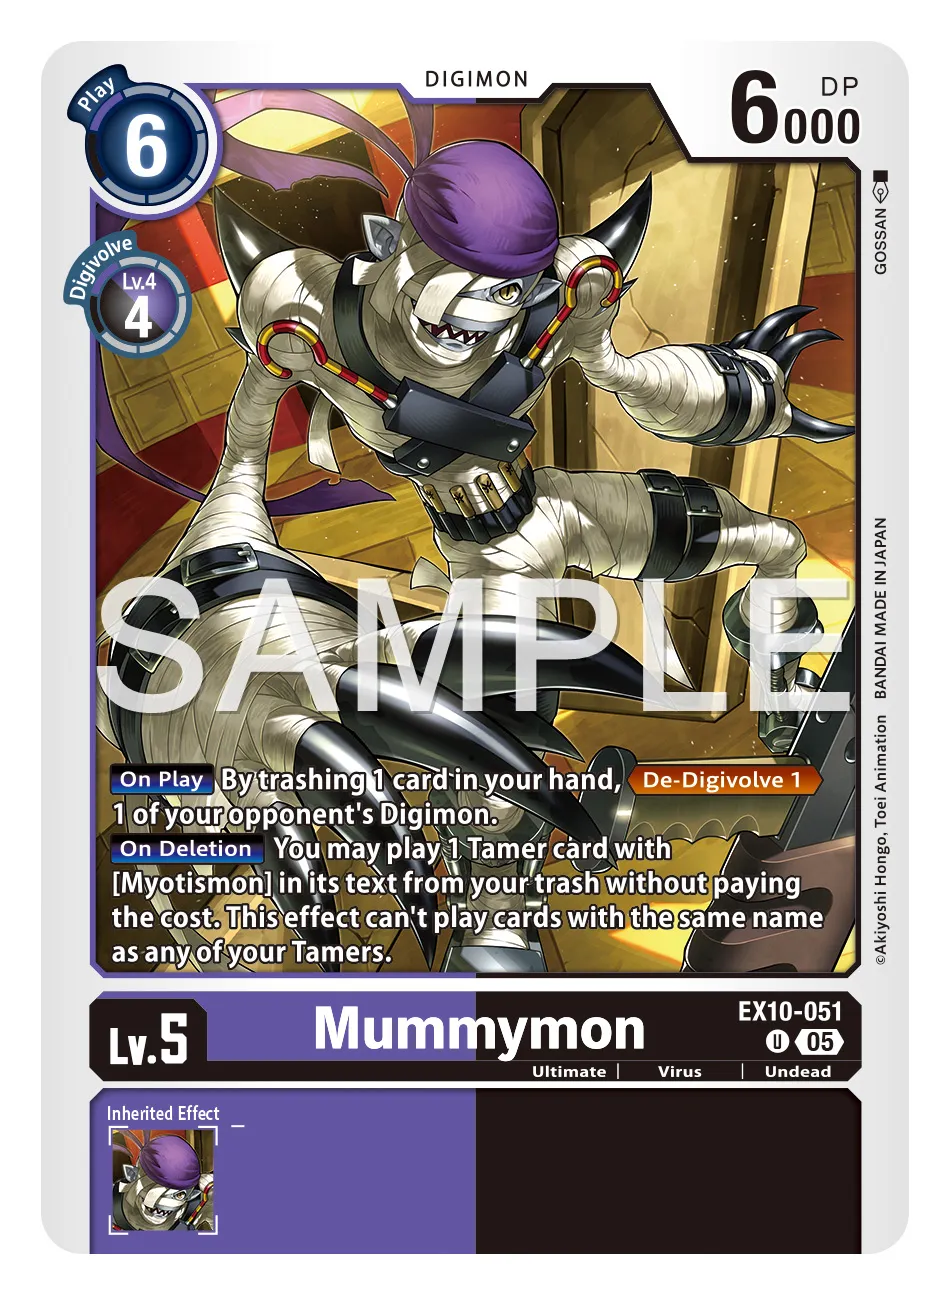 DIGIMON
Play
6
DP
6000
Digivolve
Lv.4
4
GOSSAN
BANDAI MADE IN JAPAN
©Akiyoshi Hongo, Toei Animation
SAMPLE
On Play By trashing 1 card in your hand, De-Digivolve 1
1 of your opponent's Digimon.
On Deletion You may play 1 Tamer card with
[Myotismon] in its text from your trash without paying
the cost. This effect can't play cards with the same name
as any of your Tamers.
Lv.5
Mummymon
EX10-051
U 05
Ultimate | Virus | Undead
Inherited Effect —